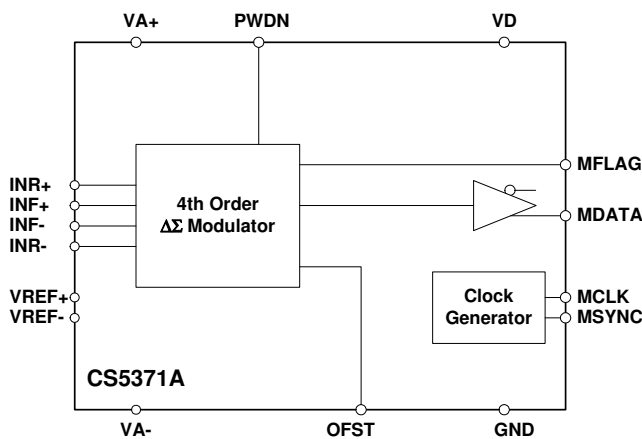 VA+
PWDN
VD
INR+
INF+
INF-
INR-
VREF+
VREF-
4th Order
ΔΣ Modulator
MFLAG
MDATA
Clock
Generator
MCLK
MSYNC
CS5371A
VA-
OFST
GND